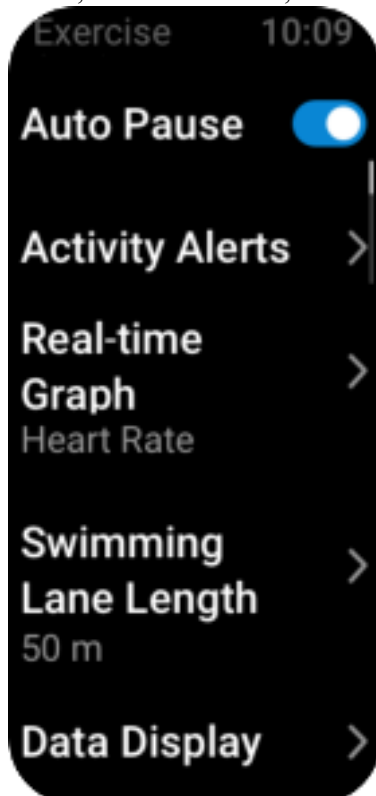 Exercise 10:09
Auto Pause
Activity Alerts
Real-time
Graph
Heart Rate
Swimming
Lane Length
50 m
Data Display